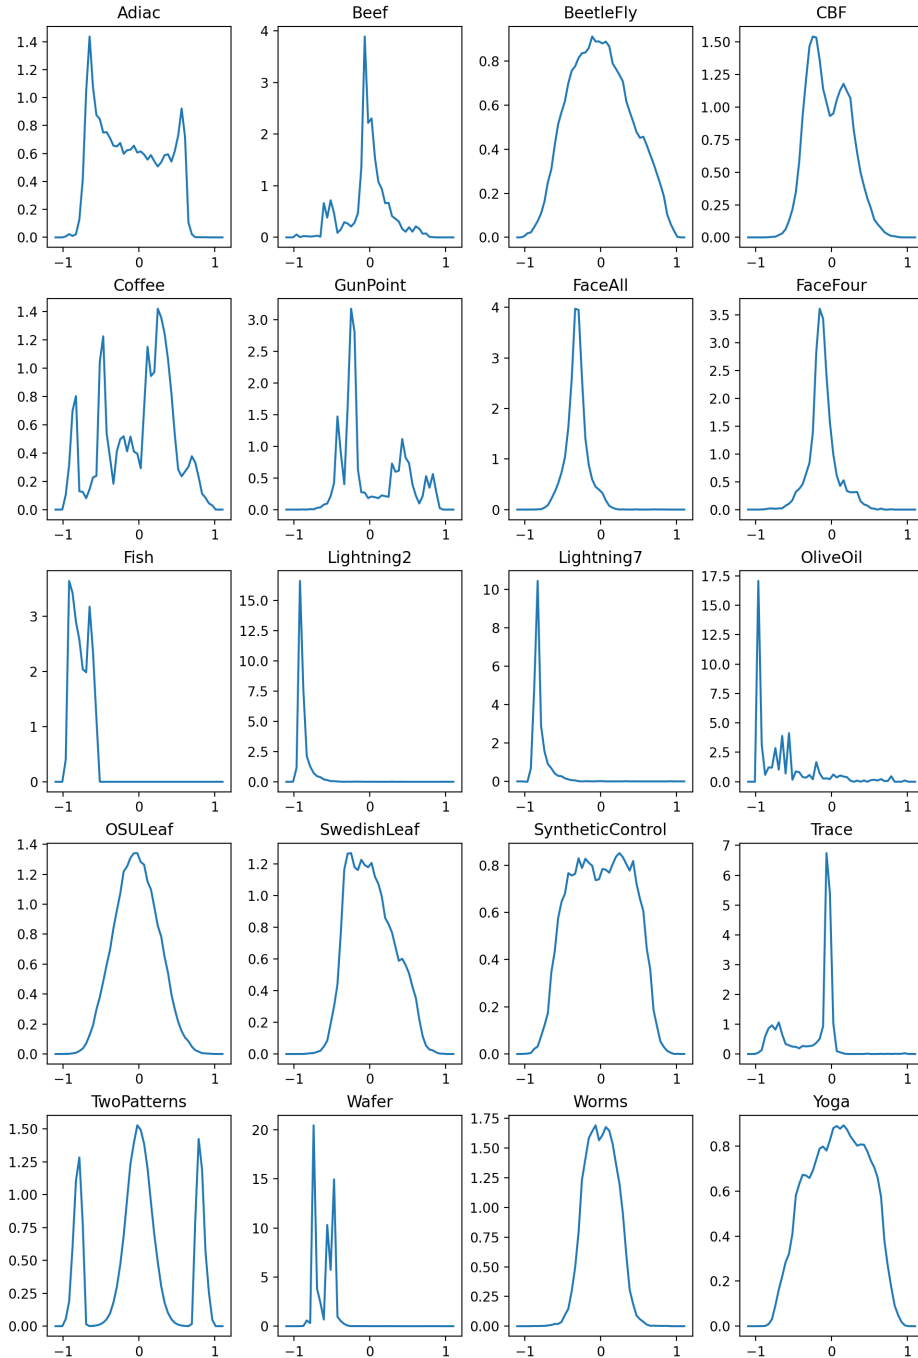 Adiac Beef BeetleFly CBF
1.4 4 0.8 1.50
1.2 3 0.6 1.25
1.0 2 0.4 1.00
0.8 1 0.2 0.75
0.6 0 0.0 0.50
0.4 0.25
0.2 0.00
0.0
−1 0 1 −1 0 1 −1 0 1 −1 0 1
Coffee GunPoint FaceAll FaceFour
1.4 3.0 4 3.5
1.2 2.5 3 3.0
1.0 2.0 2 2.5
0.8 1.5 1 2.0
0.6 1.0 0 1.5
0.4 0.5 1.0
0.2 0.0 0.5
0.0 0.0
−1 0 1 −1 0 1 −1 0 1 −1 0 1
Fish Lightning2 Lightning7 OliveOil
3 15.0 10 17.5
2 10.0 8 15.0
1 7.5 6 12.5
0 5.0 4 10.0
2.5 2 7.5
0.0 0 5.0
2.5
0.0
−1 0 1 −1 0 1 −1 0 1 −1 0 1
OSULeaf SwedishLeaf SyntheticControl Trace
1.4 1.2 0.8 7
1.2 1.0 0.6 6
1.0 0.8 0.4 5
0.8 0.6 0.2 4
0.6 0.4 0.0 3
0.4 0.2 2
0.2 0.0 1
0.0 0
−1 0 1 −1 0 1 −1 0 1 −1 0 1
TwoPatterns Wafer Worms Yoga
1.50 20 1.75 0.8
1.25 15 1.50 0.6
1.00 10 1.25 0.4
0.75 5 1.00 0.2
0.50 0 0.75 0.0
0.25 0.50
0.00 0.25
0.00
−1 0 1 −1 0 1 −1 0 1 −1 0 1